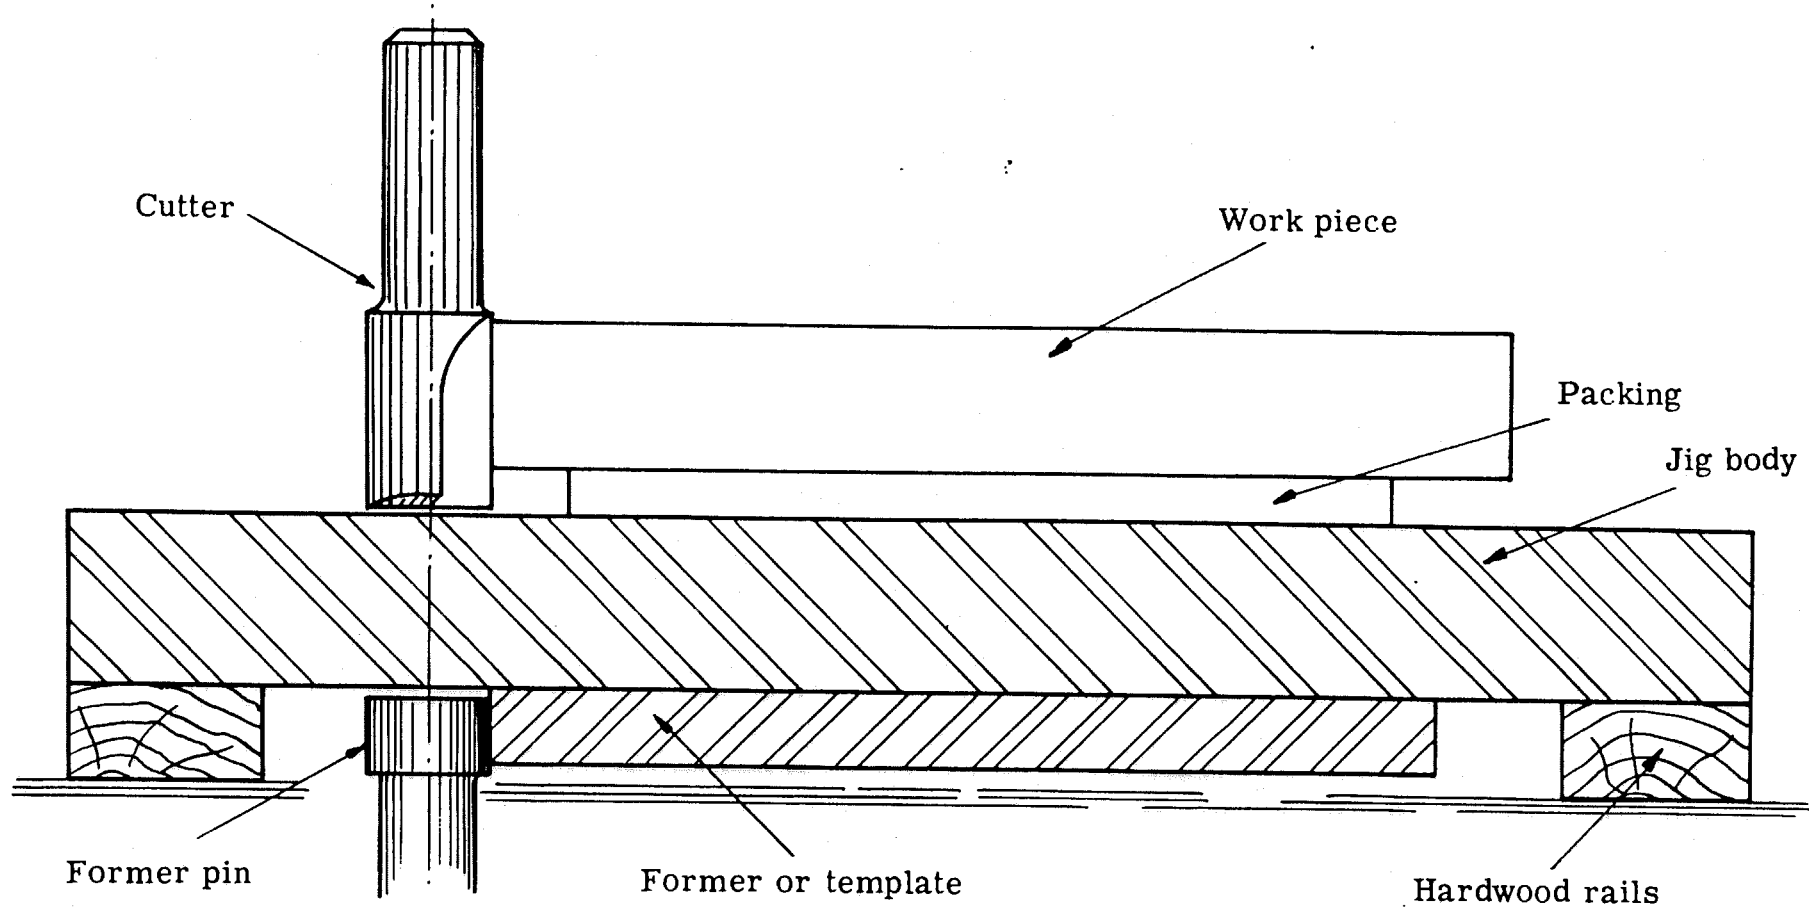 Cutter
Work piece
Packing
Jig body
Former pin
Former or template
Hardwood rails